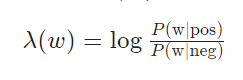 λ(w) = log P(w|pos) / P(w|neg)